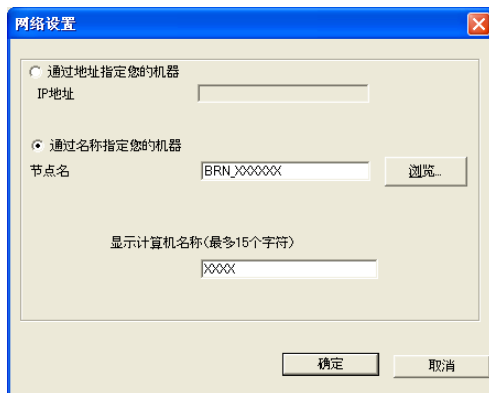 网络设置
通过地址指定您的机器
IP地址
通过名称指定您的机器
节点名 BRN_XXXXXX 浏览...
显示计算机名称(最多15个字符)
XXXX
确定 取消